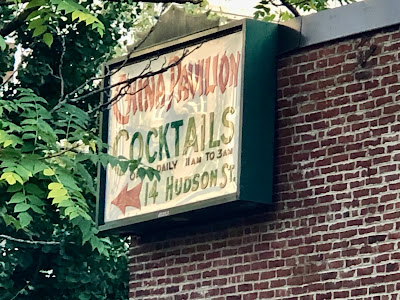 CHINA PAVILION
COCKTAILS
DAILY 11AM TO 3AM
14 HUDSON ST.